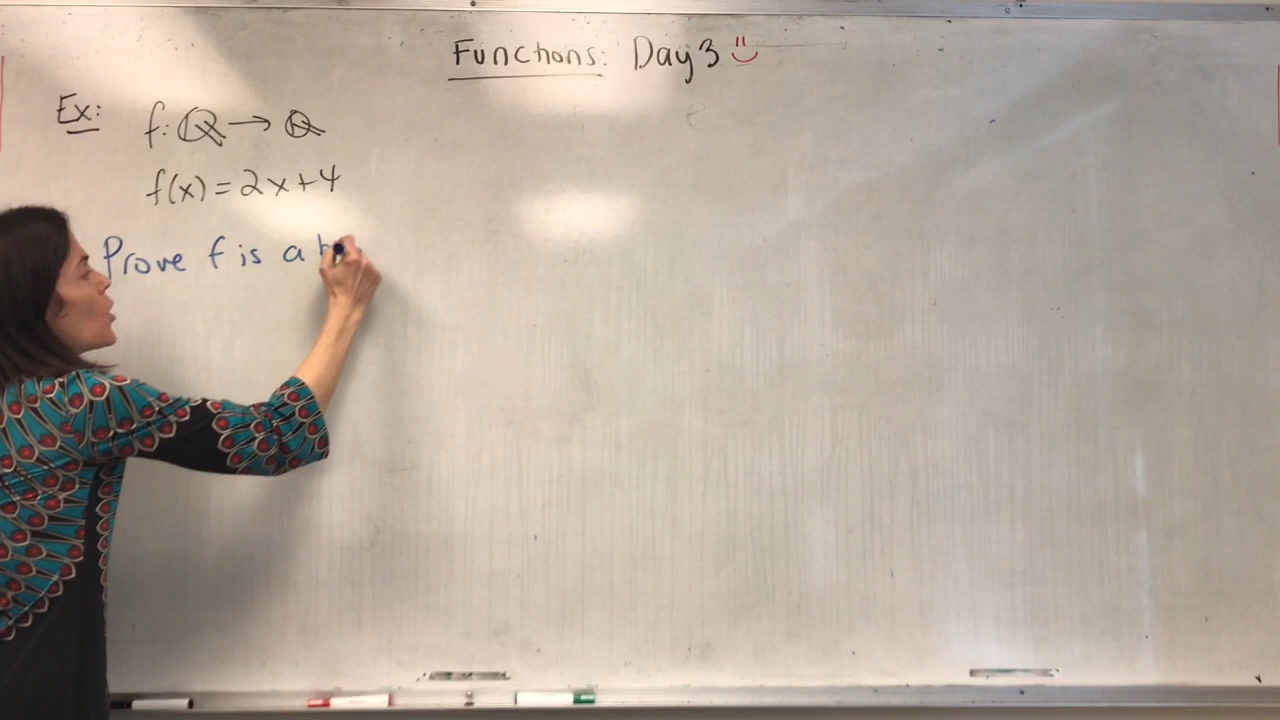 Functions: Day 3
Ex: f: ℚ → ℚ
f(x) = 2x+4
Prove f is a